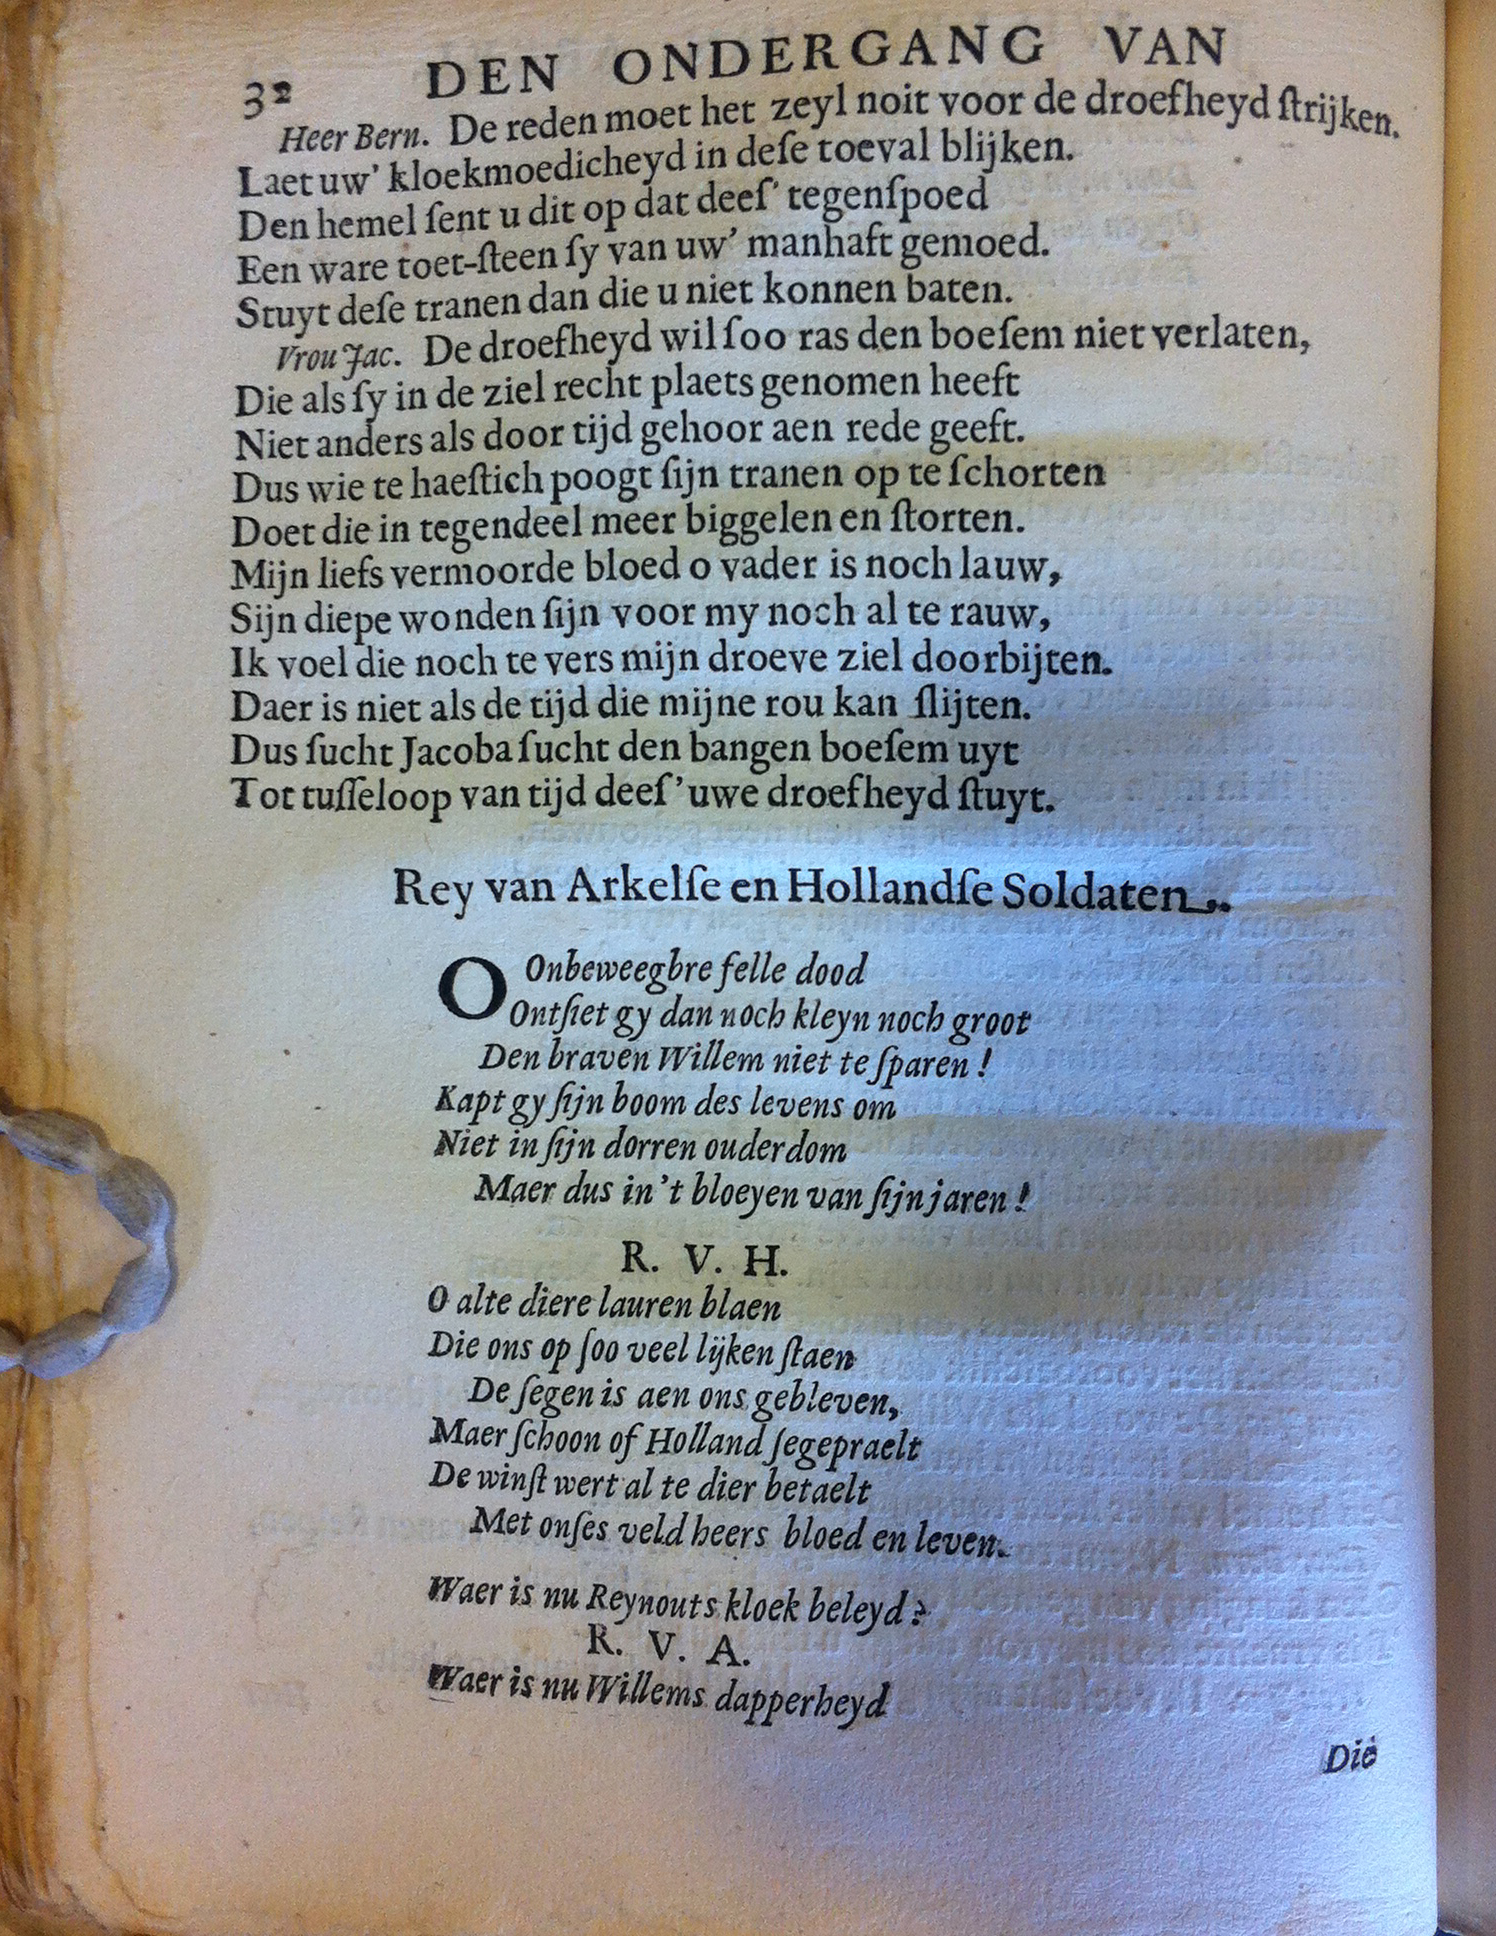 32 DEN ONDERGANG VAN
Heer Bern. De reden moet het zeyl noit voor de droefheyd ſtrijken.
Laet uw' kloekmoedicheyd in deſe toeval blijken.
Den hemel ſent u dit op dat deeſ' tegenſpoed
Een ware toet-ſteen ſy van uw' manhaft gemoed.
Stuyt deſe tranen dan die u niet konnen baten.
Vrou Jac. De droefheyd wil ſoo ras den boeſem niet verlaten,
Die als ſy in de ziel recht plaets genomen heeft
Niet anders als door tijd gehoor aen rede geeft.
Dus wie te haeſtich poogt ſijn tranen op te ſchorten
Doet die in tegendeel meer biggelen en ſtorten.
Mijn liefs vermoorde bloed o vader is noch lauw,
Sijn diepe wonden ſijn voor my noch al te rauw,
Ik voel die noch te vers mijn droeve ziel doorbijten.
Daer is niet als de tijd die mijne rou kan ſlijten.
Dus ſucht Jacoba ſucht den bangen boeſem uyt
Tot tuſſeloop van tijd deeſ' uwe droefheyd ſtuyt.
Rey van Arkelſe en Hollandſe Soldaten.
O Onbeweegbre felle dood
Ontſiet gy dan noch kleyn noch groot
Den braven Willem niet te ſparen!
Kapt gy ſijn boom des levens om
Niet in ſijn dorren ouderdom
Maer dus in't bloeyen van ſijn jaren!
R. V. H.
O alte diere lauren blaen
Die ons op ſoo veel lijken ſtaen
De ſegen is aen ons gebleven,
Maer ſchoon of Holland ſegepraelt
De winſt wert al te dier betaelt
Met onſes veld heers bloed en leven.
Waer is nu Reynouts kloek beleyd?
R. V. A.
Waer is nu Willems dapperheyd
Die